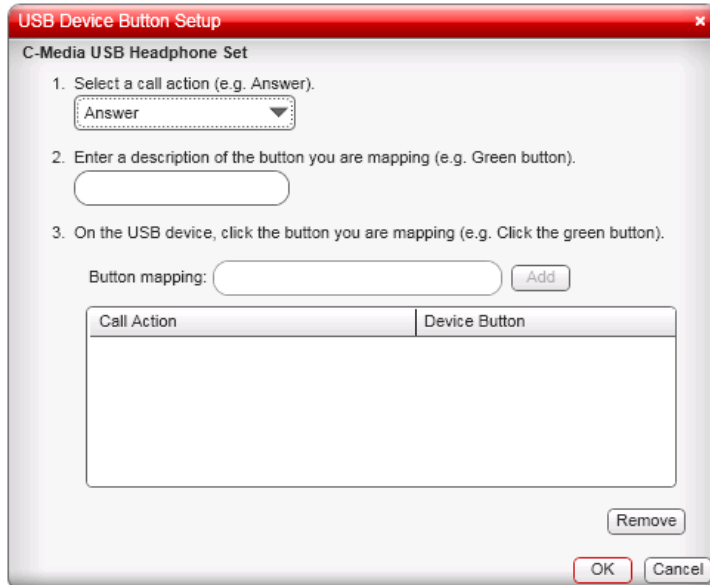 USB Device Button Setup
C-Media USB Headphone Set
1. Select a call action (e.g. Answer).
Answer
2. Enter a description of the button you are mapping (e.g. Green button).
3. On the USB device, click the button you are mapping (e.g. Click the green button).
Button mapping: Add
Call Action Device Button
Remove
OK Cancel